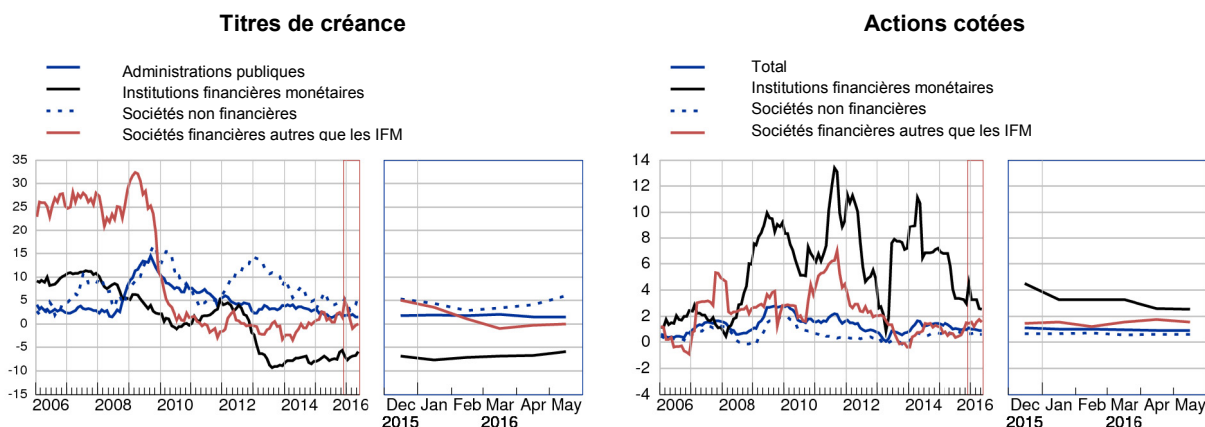 Titres de créance
Administrations publiques
Institutions financières monétaires
Sociétés non financières
Sociétés financières autres que les IFM
35
30
25
20
15
10
5
0
-5
-10
-15
2006 2008 2010 2012 2014 2016
Dec Jan Feb Mar Apr May
2015 2016
Actions cotées
Total
Institutions financières monétaires
Sociétés non financières
Sociétés financières autres que les IFM
14
12
10
8
6
4
2
0
-2
-4
2006 2008 2010 2012 2014 2016
Dec Jan Feb Mar Apr May
2015 2016